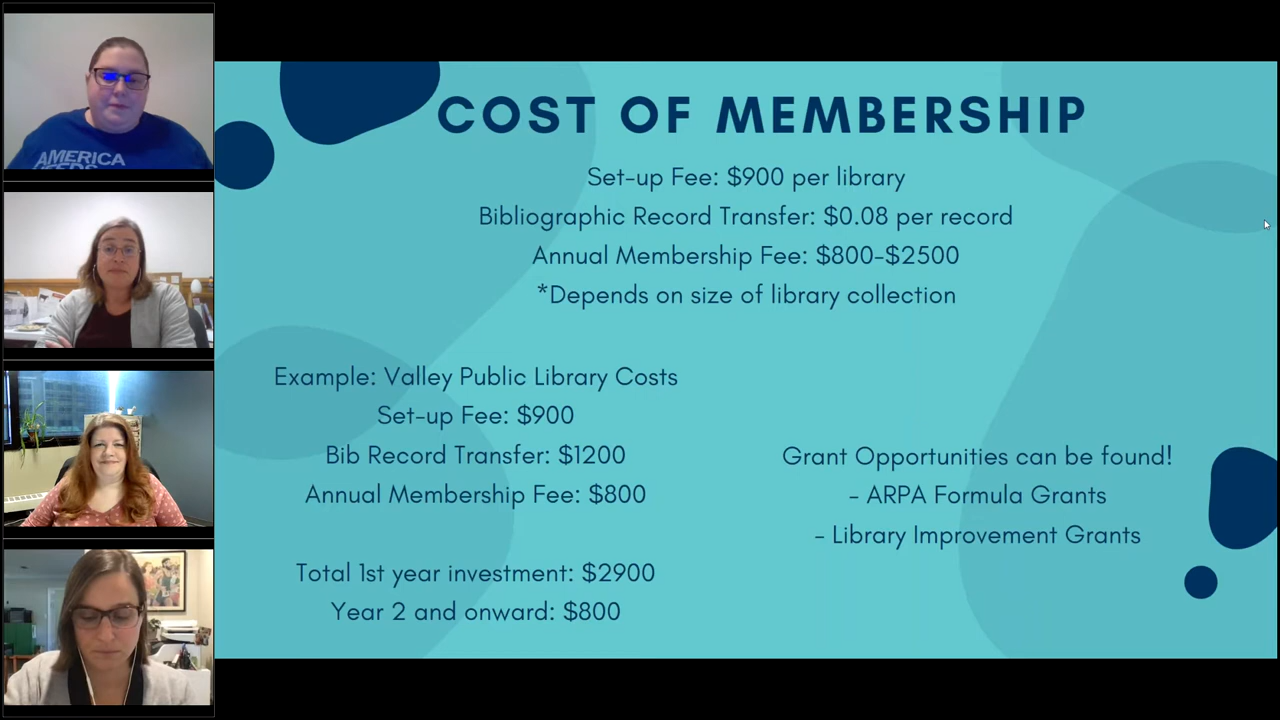 AMERICA
COST OF MEMBERSHIP
Set-up Fee: $900 per library
Bibliographic Record Transfer: $0.08 per record
Annual Membership Fee: $800-$2500
*Depends on size of library collection
Example: Valley Public Library Costs
Set-up Fee: $900
Bib Record Transfer: $1200
Annual Membership Fee: $800
Total 1st year investment: $2900
Year 2 and onward: $800
Grant Opportunities can be found!
- ARPA Formula Grants
- Library Improvement Grants